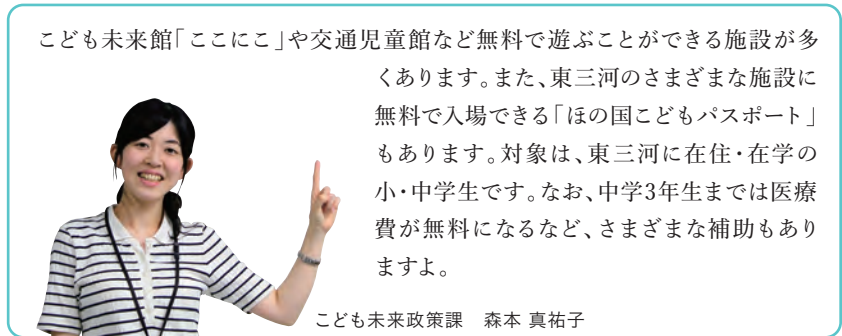 こども未来館「ここにこ」や交通児童館など無料で遊ぶことができる施設が多
くあります。また、東三河のさまざまな施設に
無料で入場できる「ほの国こどもパスポート」
もあります。対象は、東三河に在住・在学の
小・中学生です。なお、中学3年生までは医療
費が無料になるなど、さまざまな補助もあり
ますよ。
こども未来政策課　森本 真祐子